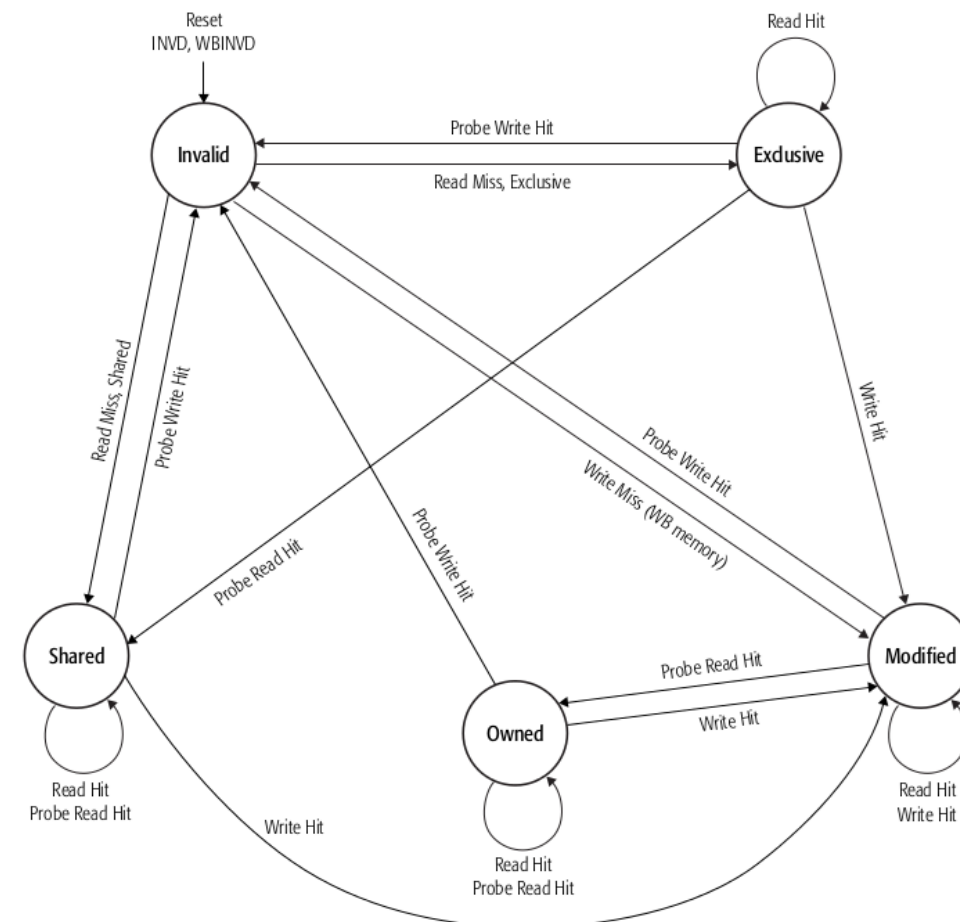 Reset
INVD, WBINVD
Read Hit
Invalid
Probe Write Hit
Read Miss, Exclusive
Exclusive
Read Miss, Shared
Probe Write Hit
Probe Read Hit
Probe Write Hit
Probe Write Hit
Write Miss (WB memory)
Write Hit
Shared
Read Hit
Probe Read Hit
Write Hit
Owned
Read Hit
Probe Read Hit
Probe Read Hit
Write Hit
Modified
Read Hit
Write Hit